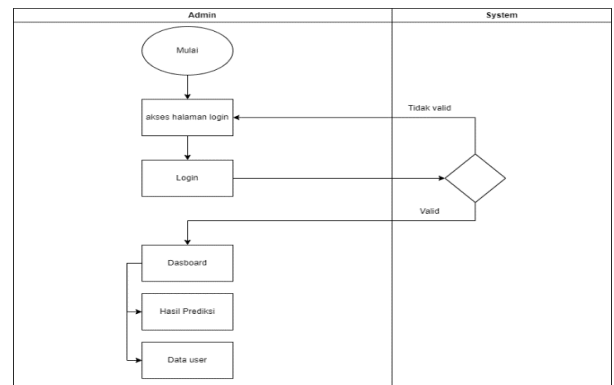 Admin
System
Mulai
akses halaman login
Tidak valid
Login
Valid
Dasboard
Hasil Prediksi
Data user